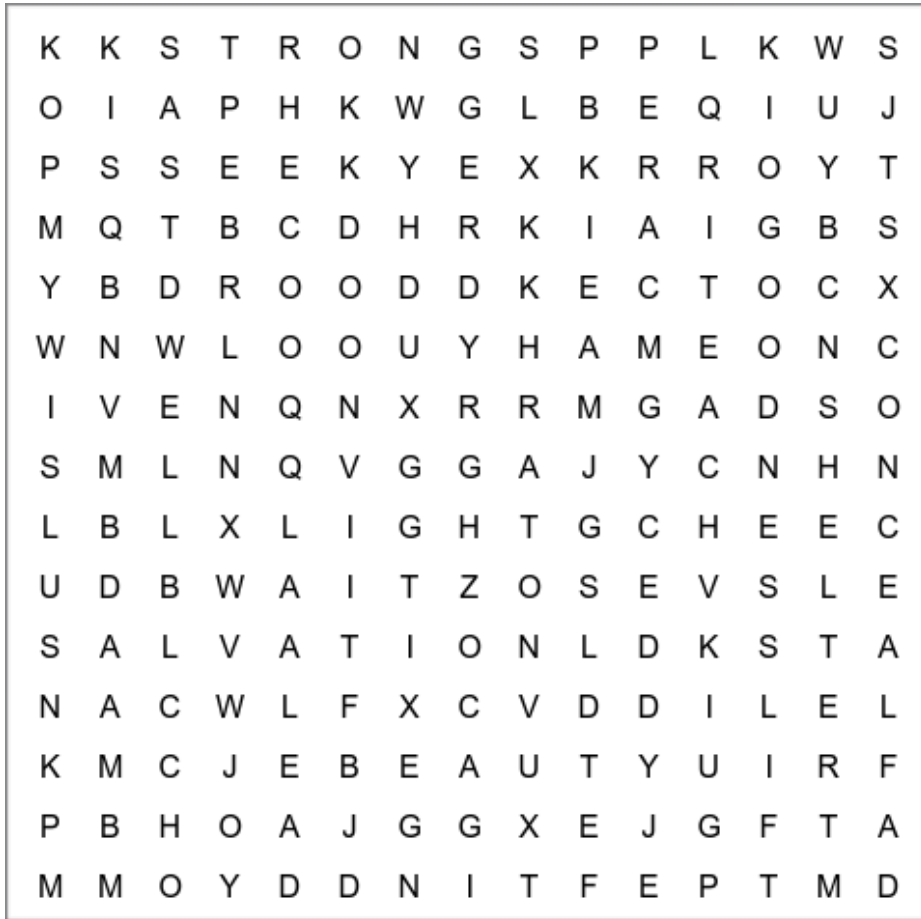 K K S T R O N G S P P L K W S
O I A P H K W G L B E Q I U J
P S S E E K Y E X K R R O Y T
M Q T B C D H R K I A I G B S
Y B D R O O D D K E C T O C X
W N W L O O U Y H A M E O N C
I V E N Q N X R R M G A D S O
S M L N Q V G G A J Y C N H N
L B L X L I G H T G C H E E C
U D B W A I T Z O S E V S L E
S A L V A T I O N L D K S T A
N A C W L F X C V D D I L E L
K M C J E B E A U T Y U I R F
P B H O A J G G X E J G F T A
M M O Y D D N I T F E P T M D